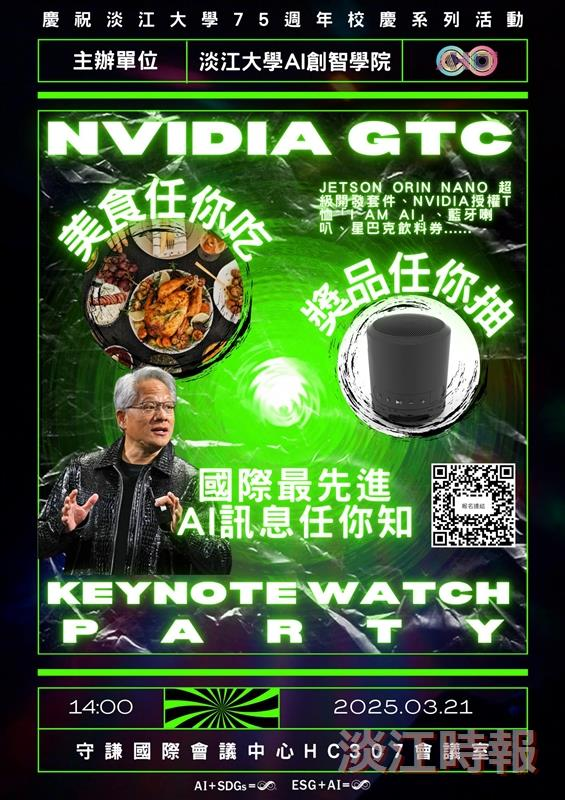 慶祝淡江大學75週年校慶系列活動
主辦單位
淡江大學AI創智學院
NVIDIA GTC
美食任你吃
JETSON ORIN NANO 超
級開發套件、NVIDIA授權T
恤「I AM AI」、藍牙喇
叭、星巴克飲料券......
獎品任你抽
國際最先進
AI訊息任你知
報名連結
KEYNOTE WATCH
PARTY
14:00
2025.03.21
守謙國際會議中心HC307會議室
淡江時報
AI+SDGs=∞
ESG+AI=∞